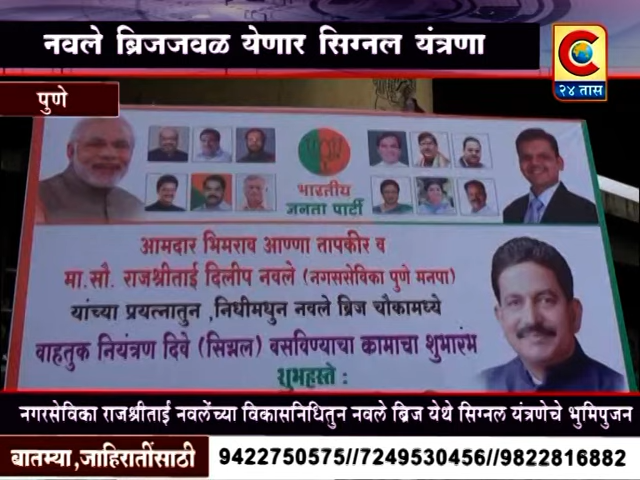 नवले ब्रिजजवळ येणार सिग्नल यंत्रणा
C
२४ तास
पुणे
भारतीय
जनता पार्टी
आमदार भिमराव आण्णा तापकीर व
मा.सौ. राजश्रीताई दिलीप नवले (नगरसेविका पुणे मनपा)
यांच्या प्रयत्नातुन ,निधीमधुन नवले ब्रिज चौकामध्ये
वाहतुक नियंत्रण दिवे (सिग्नल) बसविण्याचा कामाचा शुभारंभ
शुभहस्ते :
नगरसेविका राजश्रीताई नवलेंच्या विकासनिधितुन नवले ब्रिज येथे सिग्नल यंत्रणेचे भुमिपुजन
बातम्या,जाहिरातींसाठी
9422750575//7249530456//9822816882